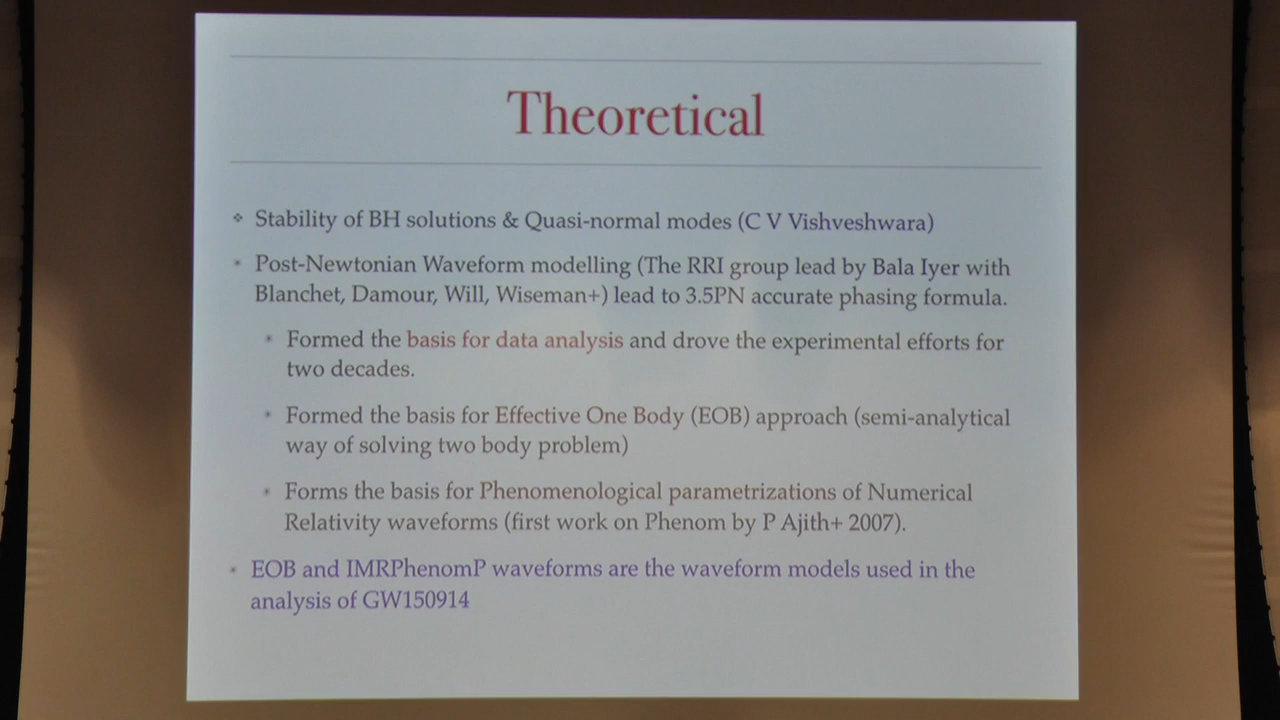 Theoretical
Stability of BH solutions & Quasi-normal modes (C V Vishveshwara)
Post-Newtonian Waveform modelling (The RRI group lead by Bala Iyer with
Blanchet, Damour, Will, Wiseman+) lead to 3.5PN accurate phasing formula.
Formed the basis for data analysis and drove the experimental efforts for
two decades.
Formed the basis for Effective One Body (EOB) approach (semi-analytical
way of solving two body problem)
Forms the basis for Phenomenological parametrizations of Numerical
Relativity waveforms (first work on Phenom by P Ajith+ 2007).
EOB and IMRPhenomP waveforms are the waveform models used in the
analysis of GW150914